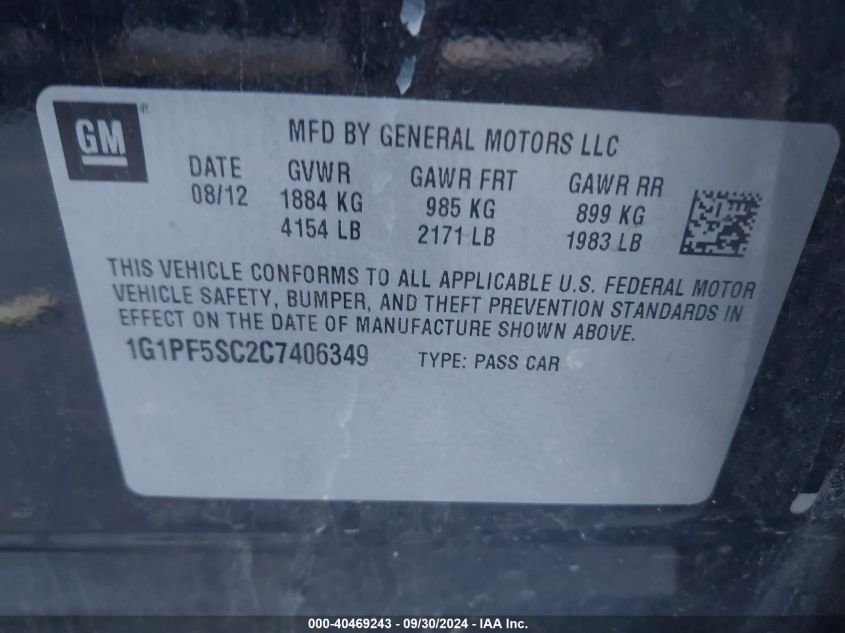 GM
MFD BY GENERAL MOTORS LLC
DATE GVWR GAWR FRT GAWR RR
08/12 1884 KG 985 KG 899 KG
4154 LB 2171 LB 1983 LB
THIS VEHICLE CONFORMS TO ALL APPLICABLE U.S. FEDERAL MOTOR
VEHICLE SAFETY, BUMPER, AND THEFT PREVENTION STANDARDS IN
EFFECT ON THE DATE OF MANUFACTURE SHOWN ABOVE.
1G1PF5SC2C7406349 TYPE: PASS CAR
000-40469243 - 09/30/2024 - IAA Inc.